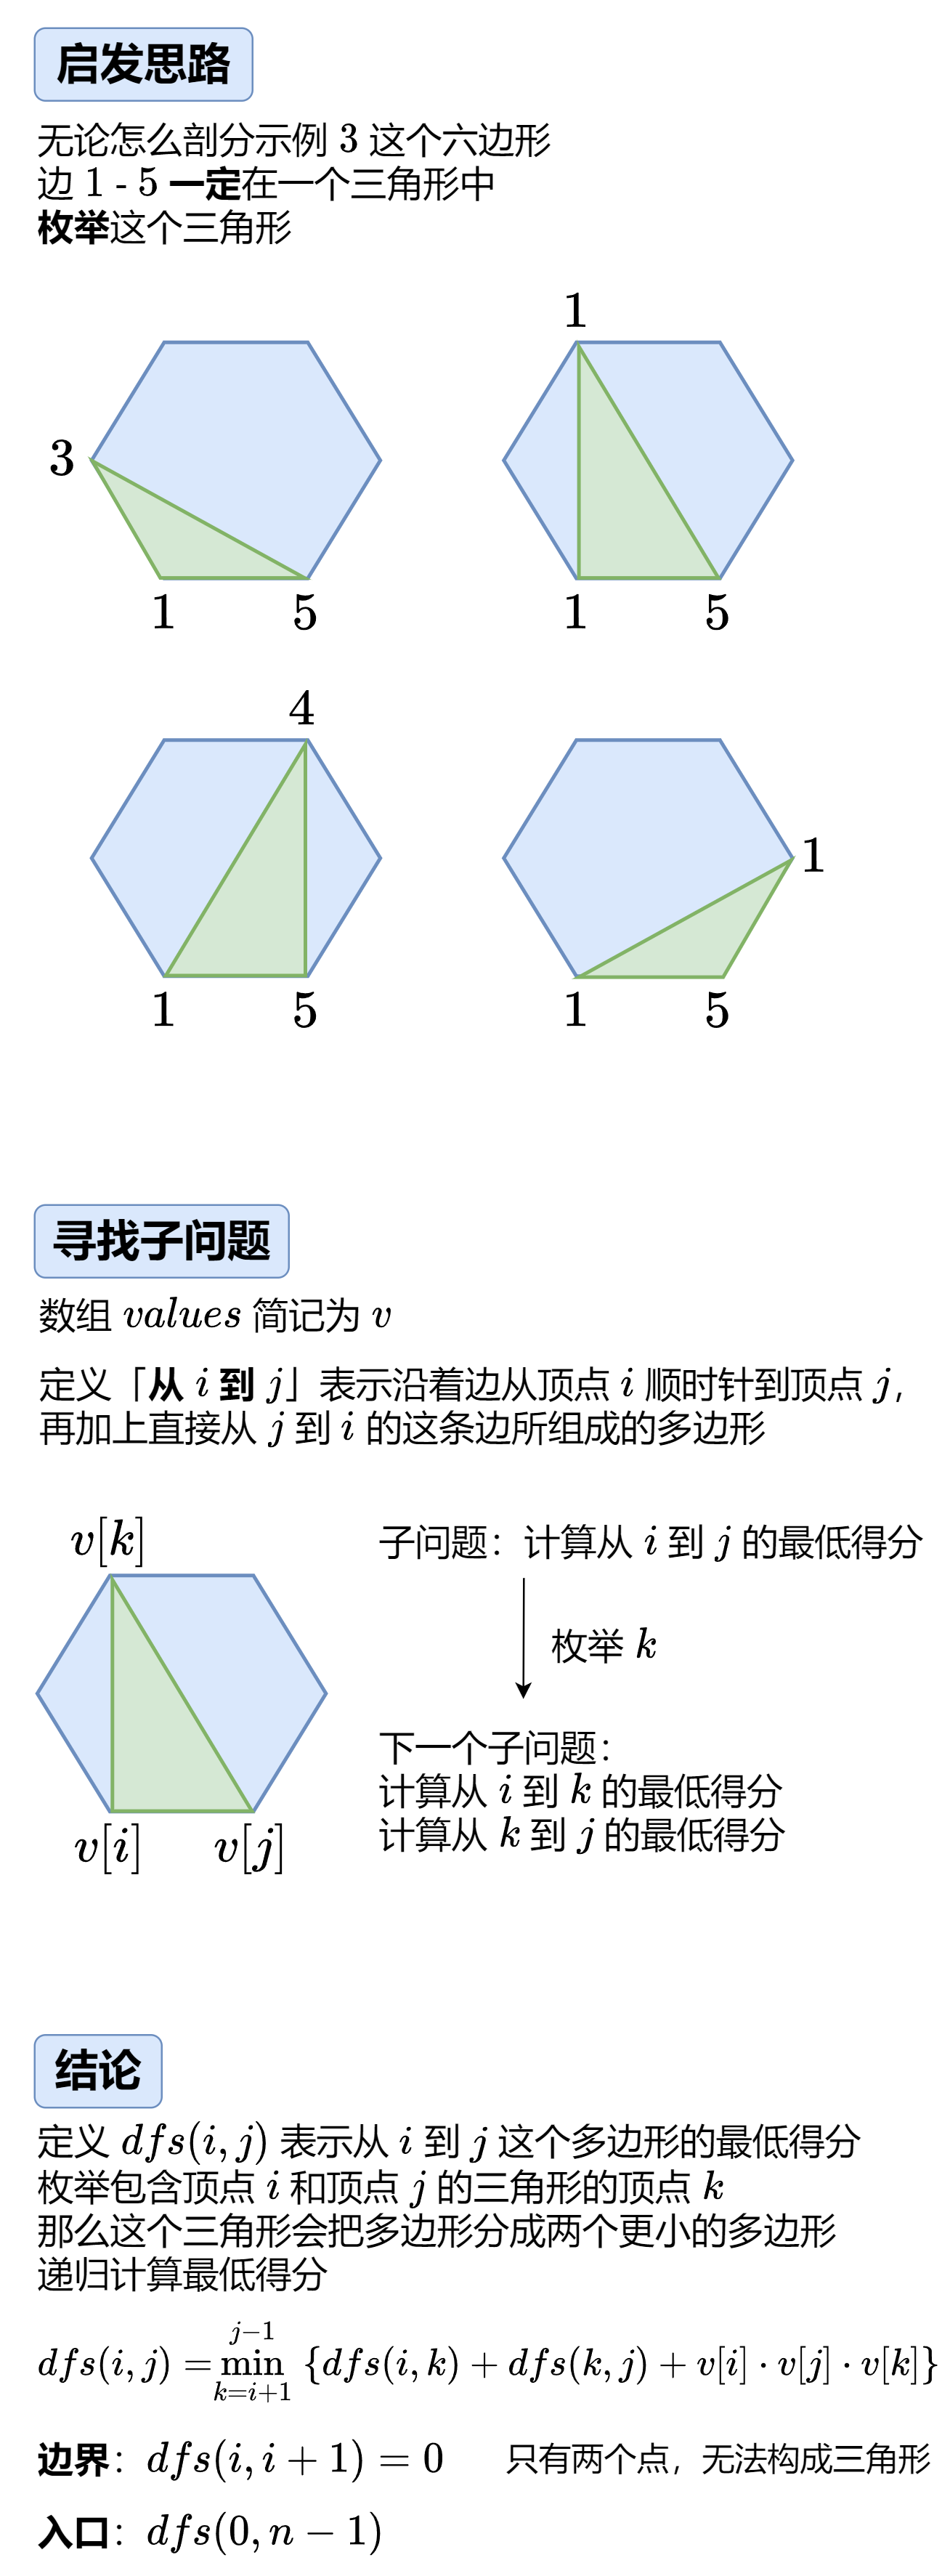 启发思路
无论怎么剖分示例 3 这个六边形
边 1 - 5 一定在一个三角形中
枚举这个三角形
1
3
1 5
1 5
4
1
1 5
1 5
寻找子问题
数组 values 简记为 v
定义「从 i 到 j」表示沿着边从顶点 i 顺时针到顶点 j，
再加上直接从 j 到 i 的这条边所组成的多边形
v[k]
v[i] v[j]
子问题：计算从 i 到 j 的最低得分
枚举 k
下一个子问题：
计算从 i 到 k 的最低得分
计算从 k 到 j 的最低得分
结论
定义 dfs(i, j) 表示从 i 到 j 这个多边形的最低得分
枚举包含顶点 i 和顶点 j 的三角形的顶点 k
那么这个三角形会把多边形分成两个更小的多边形
递归计算最低得分
j−1
dfs(i, j) = min {dfs(i, k) + dfs(k, j) + v[i] · v[j] · v[k]}
k=i+1
边界：dfs(i, i + 1) = 0 只有两个点，无法构成三角形
入口：dfs(0, n − 1)